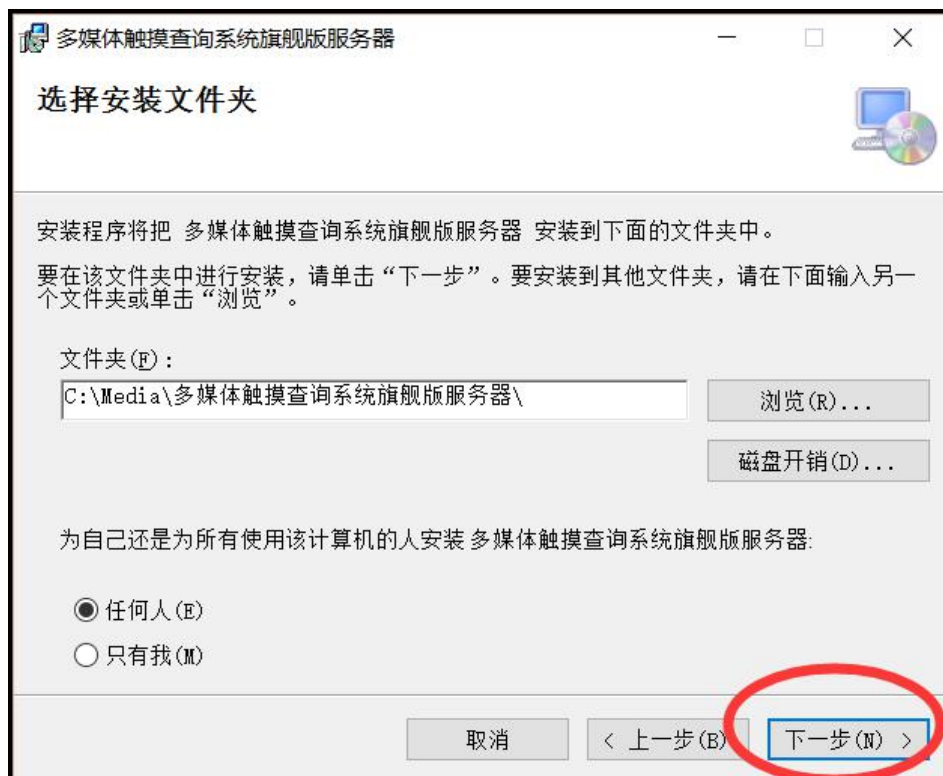 多媒体触摸查询系统旗舰版服务器
选择安装文件夹
安装程序将把 多媒体触摸查询系统旗舰版服务器 安装到下面的文件夹中。
要在该文件夹中进行安装，请单击“下一步”。要安装到其他文件夹，请在下面输入另一
个文件夹或单击“浏览”。
文件夹(F)：
C:\Media\多媒体触摸查询系统旗舰版服务器\
浏览(R)...
磁盘开销(D)...
为自己还是为所有使用该计算机的人安装 多媒体触摸查询系统旗舰版服务器:
任何人(E)
只有我(M)
取消
< 上一步(B)
下一步(N) >